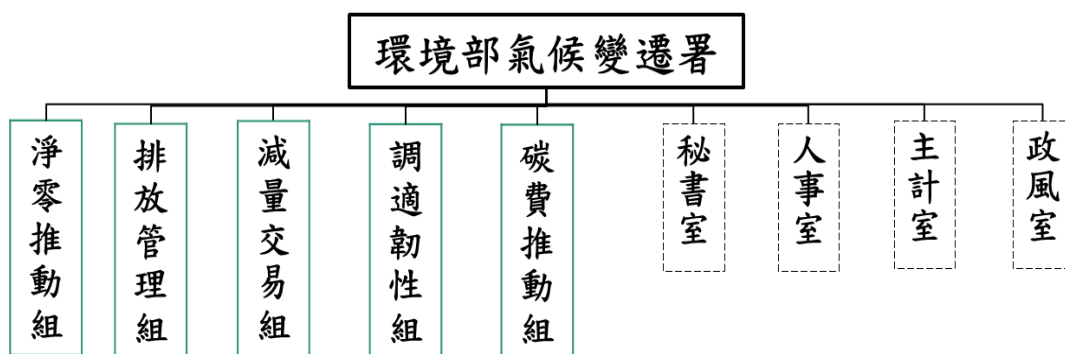 環境部氣候變遷署
淨零推動組
排放管理組
減量交易組
調適韌性組
碳費推動組
秘書室
人事室
主計室
政風室